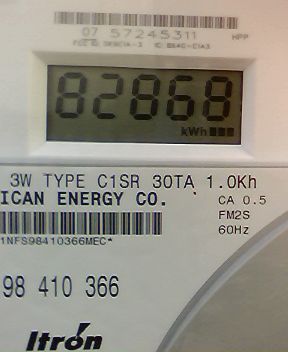 07 57245311 HPP
82868
kWh
3W TYPE C1SR 30TA 1.0Kh
ICAN ENERGY CO. CA 0.5
FM2S
60Hz
1NFS98410366MEC*
98 410 366
Itron